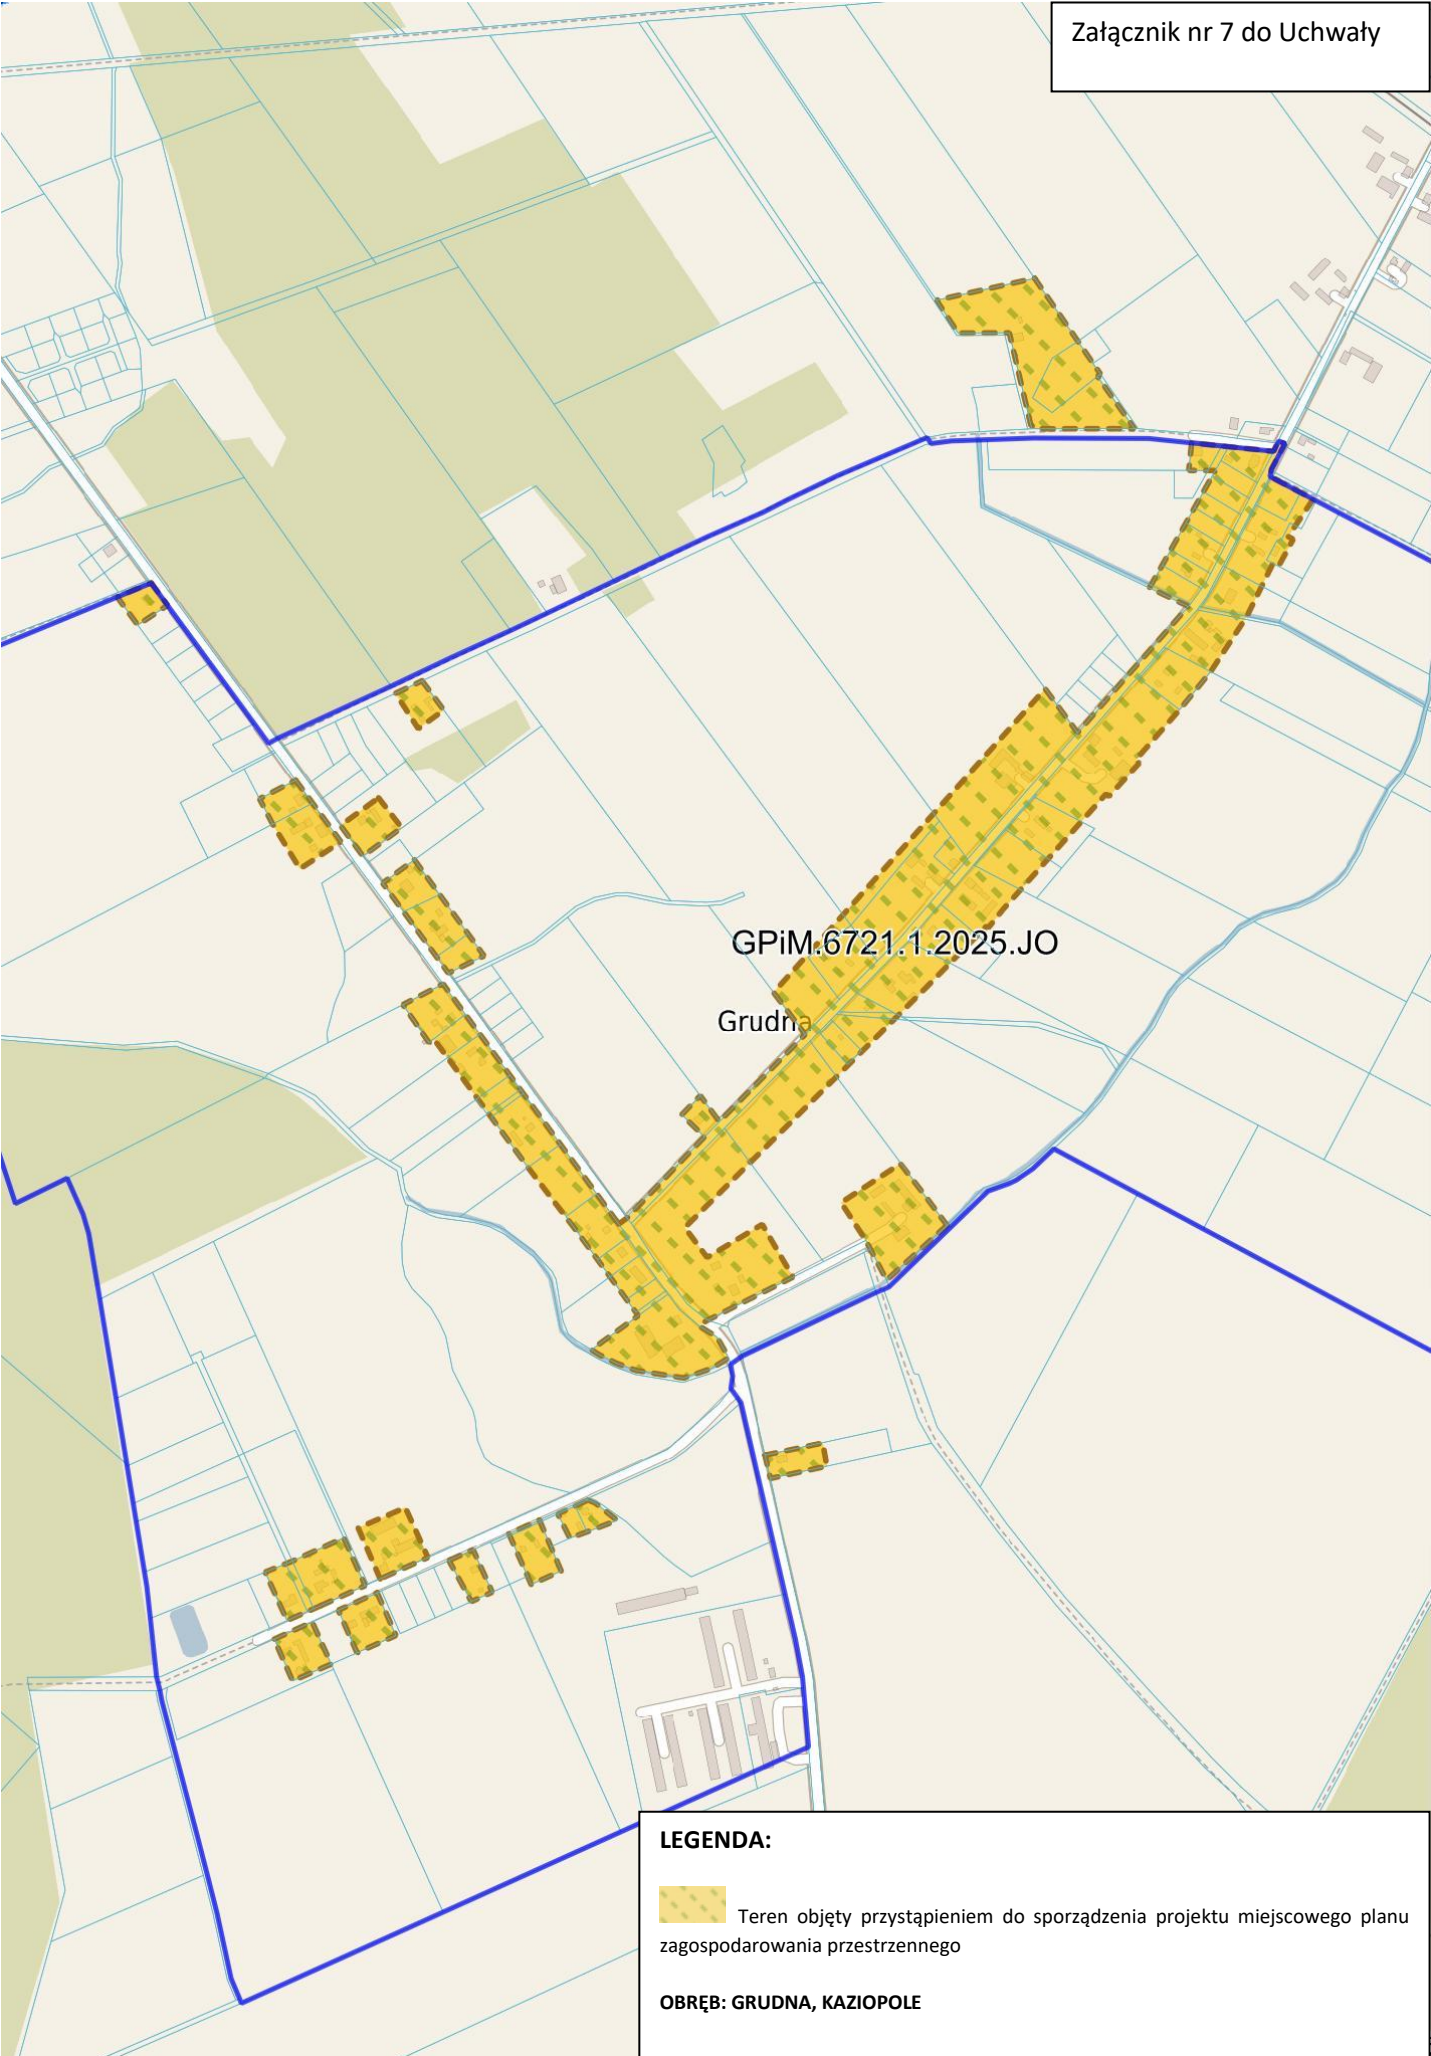 Załącznik nr 7 do Uchwały
GPiM.6721.1.2025.JO
Grudna
LEGENDA:
Teren objęty przystąpieniem do sporządzenia projektu miejscowego planu
zagospodarowania przestrzennego
OBRĘB: GRUDNA, KAZIOPOLE